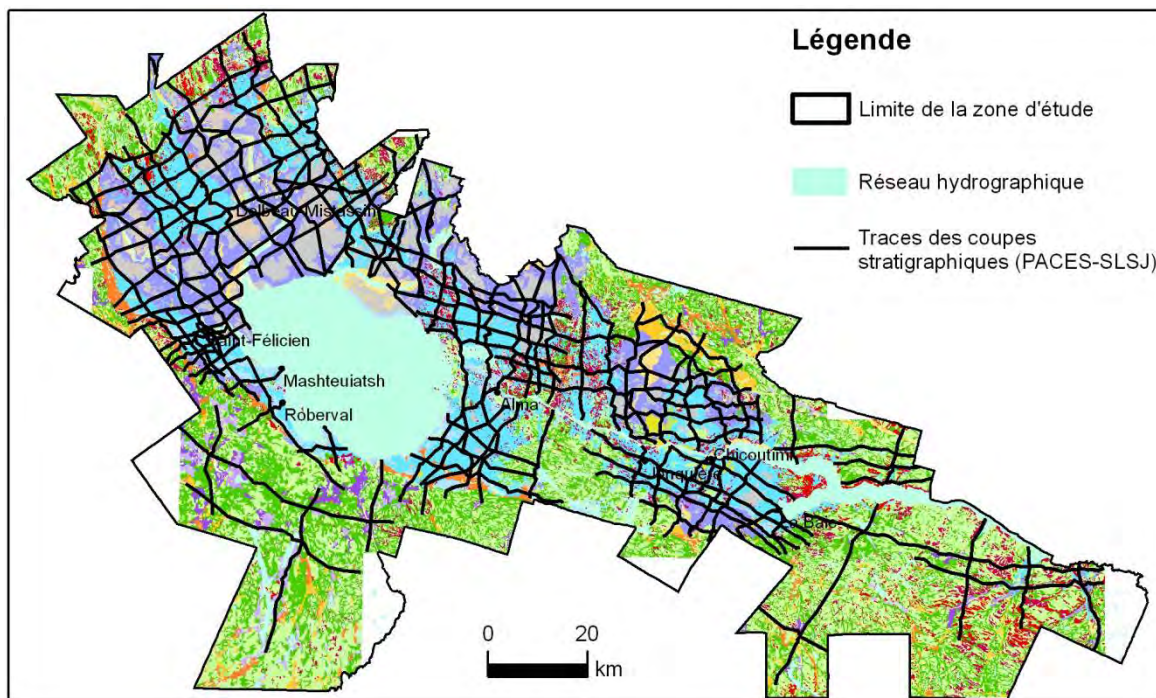 Légende
Limite de la zone d'étude
Réseau hydrographique
Traces des coupes
stratigraphiques (PACES-SLSJ)
Dolbeau-Mistassini
Saint-Félicien
Mashteuiatsh
Róberval
Alma
Chicoutimi
Jonquière
La Baie
0 20
km